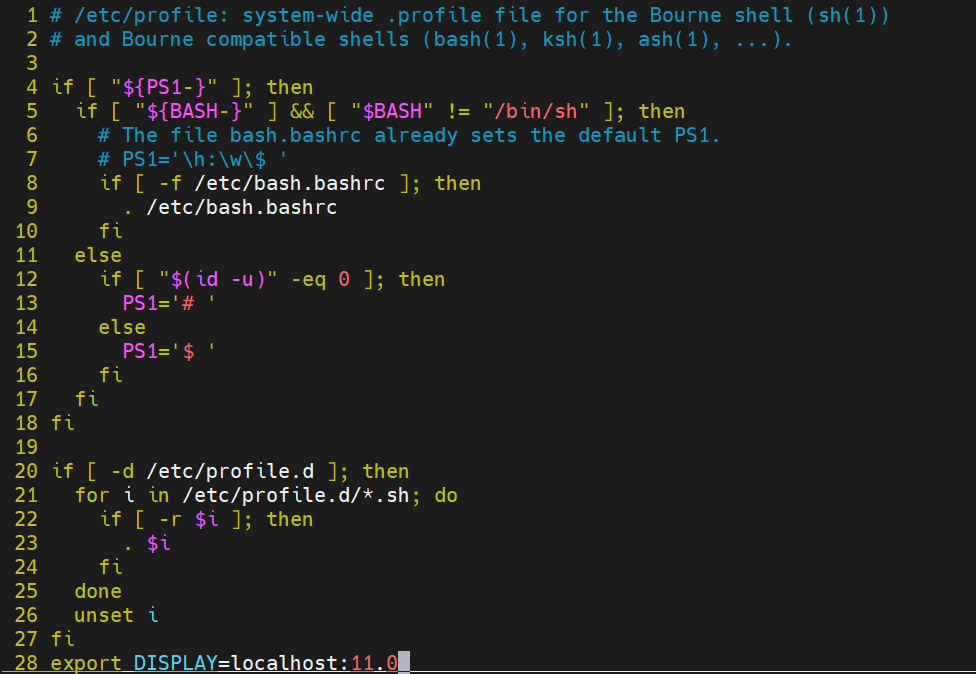 1 # /etc/profile: system-wide .profile file for the Bourne shell (sh(1))
2 # and Bourne compatible shells (bash(1), ksh(1), ash(1), ...).
3
4 if [ "${PS1-}" ]; then
5   if [ "${BASH-}" ] && [ "$BASH" != "/bin/sh" ]; then
6     # The file bash.bashrc already sets the default PS1.
7     # PS1='\h:\w\$ '
8     if [ -f /etc/bash.bashrc ]; then
9       . /etc/bash.bashrc
10     fi
11   else
12     if [ "$(id -u)" -eq 0 ]; then
13       PS1='# '
14     else
15       PS1='$ '
16     fi
17   fi
18 fi
19
20 if [ -d /etc/profile.d ]; then
21   for i in /etc/profile.d/*.sh; do
22     if [ -r $i ]; then
23       . $i
24     fi
25   done
26   unset i
27 fi
28 export DISPLAY=localhost:11.0